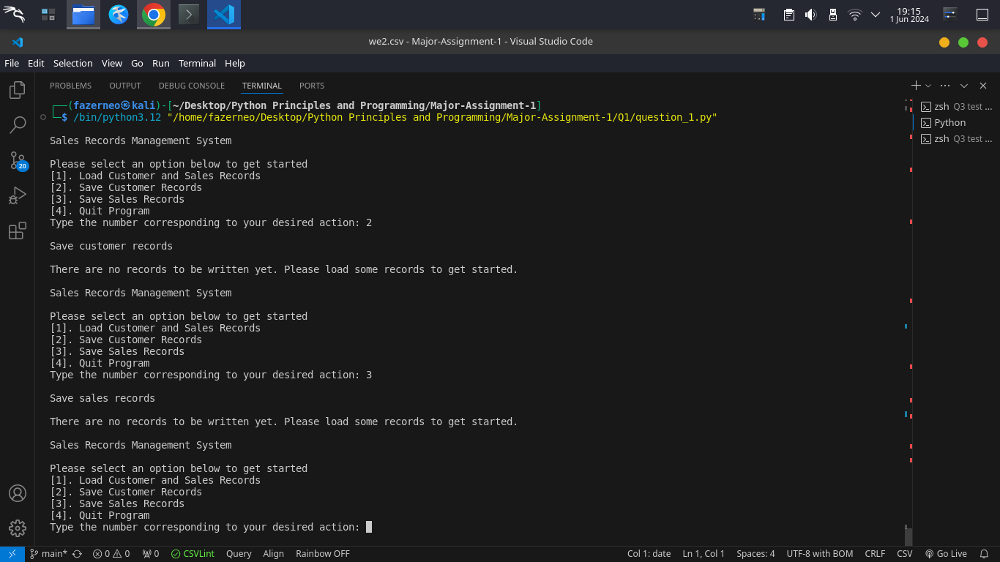 19:15
1 Jun 2024
we2.csv - Major-Assignment-1 - Visual Studio Code
File Edit Selection View Go Run Terminal Help
PROBLEMS OUTPUT DEBUG CONSOLE TERMINAL PORTS
(fazerneo㉿kali)-[~/Desktop/Python Principles and Programming/Major-Assignment-1]
$ /bin/python3.12 "/home/fazerneo/Desktop/Python Principles and Programming/Major-Assignment-1/Q1/question_1.py"
Sales Records Management System
Please select an option below to get started
[1]. Load Customer and Sales Records
[2]. Save Customer Records
[3]. Save Sales Records
[4]. Quit Program
Type the number corresponding to your desired action: 2
Save customer records
There are no records to be written yet. Please load some records to get started.
Sales Records Management System
Please select an option below to get started
[1]. Load Customer and Sales Records
[2]. Save Customer Records
[3]. Save Sales Records
[4]. Quit Program
Type the number corresponding to your desired action: 3
Save sales records
There are no records to be written yet. Please load some records to get started.
Sales Records Management System
Please select an option below to get started
[1]. Load Customer and Sales Records
[2]. Save Customer Records
[3]. Save Sales Records
[4]. Quit Program
Type the number corresponding to your desired action:
zsh Q3 test ...
Python
zsh Q3 test ...
20
main* 0 0 0 CSVLint Query Align Rainbow OFF Col 1: date Ln 1, Col 1 Spaces: 4 UTF-8 with BOM CRLF CSV Go Live